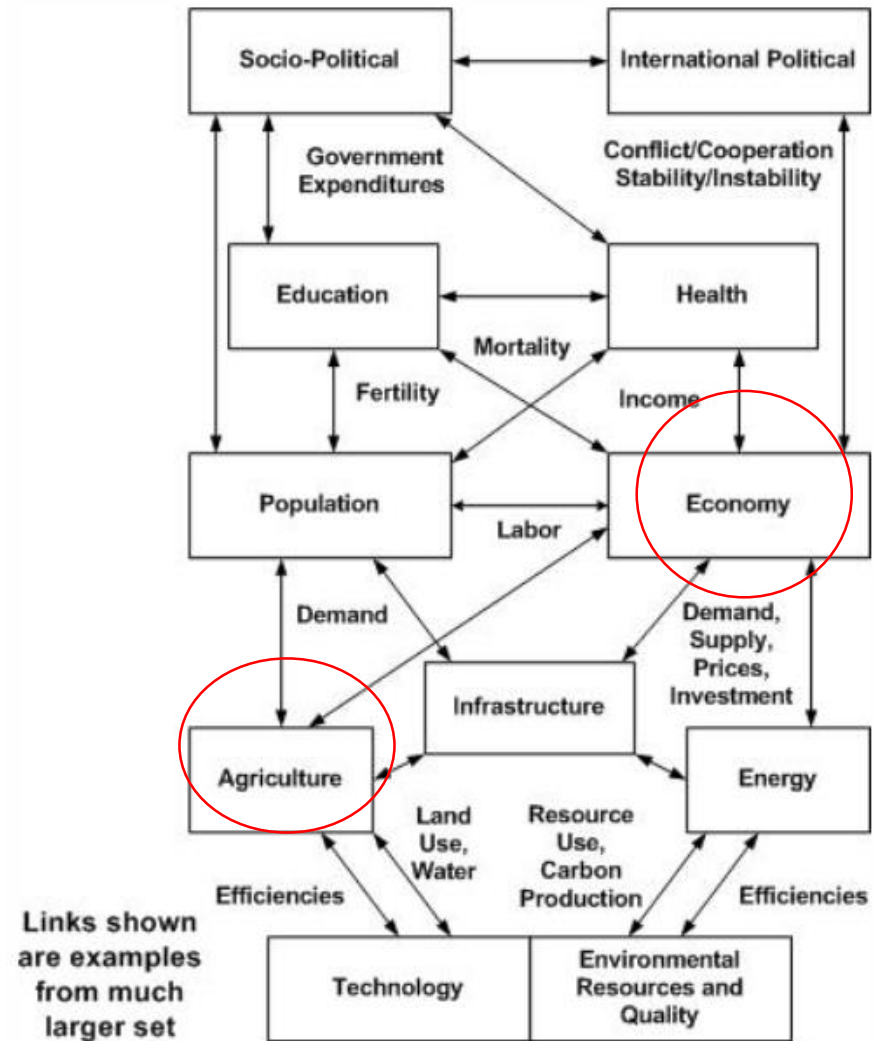 Socio-Political
International Political
Government
Expenditures
Conflict/Cooperation
Stability/Instability
Education
Health
Mortality
Fertility
Income
Population
Economy
Labor
Demand
Demand,
Supply,
Prices,
Investment
Infrastructure
Agriculture
Energy
Land
Use,
Water
Resource
Use,
Carbon
Production
Efficiencies
Efficiencies
Links shown
are examples
from much
larger set
Technology
Environmental
Resources and
Quality